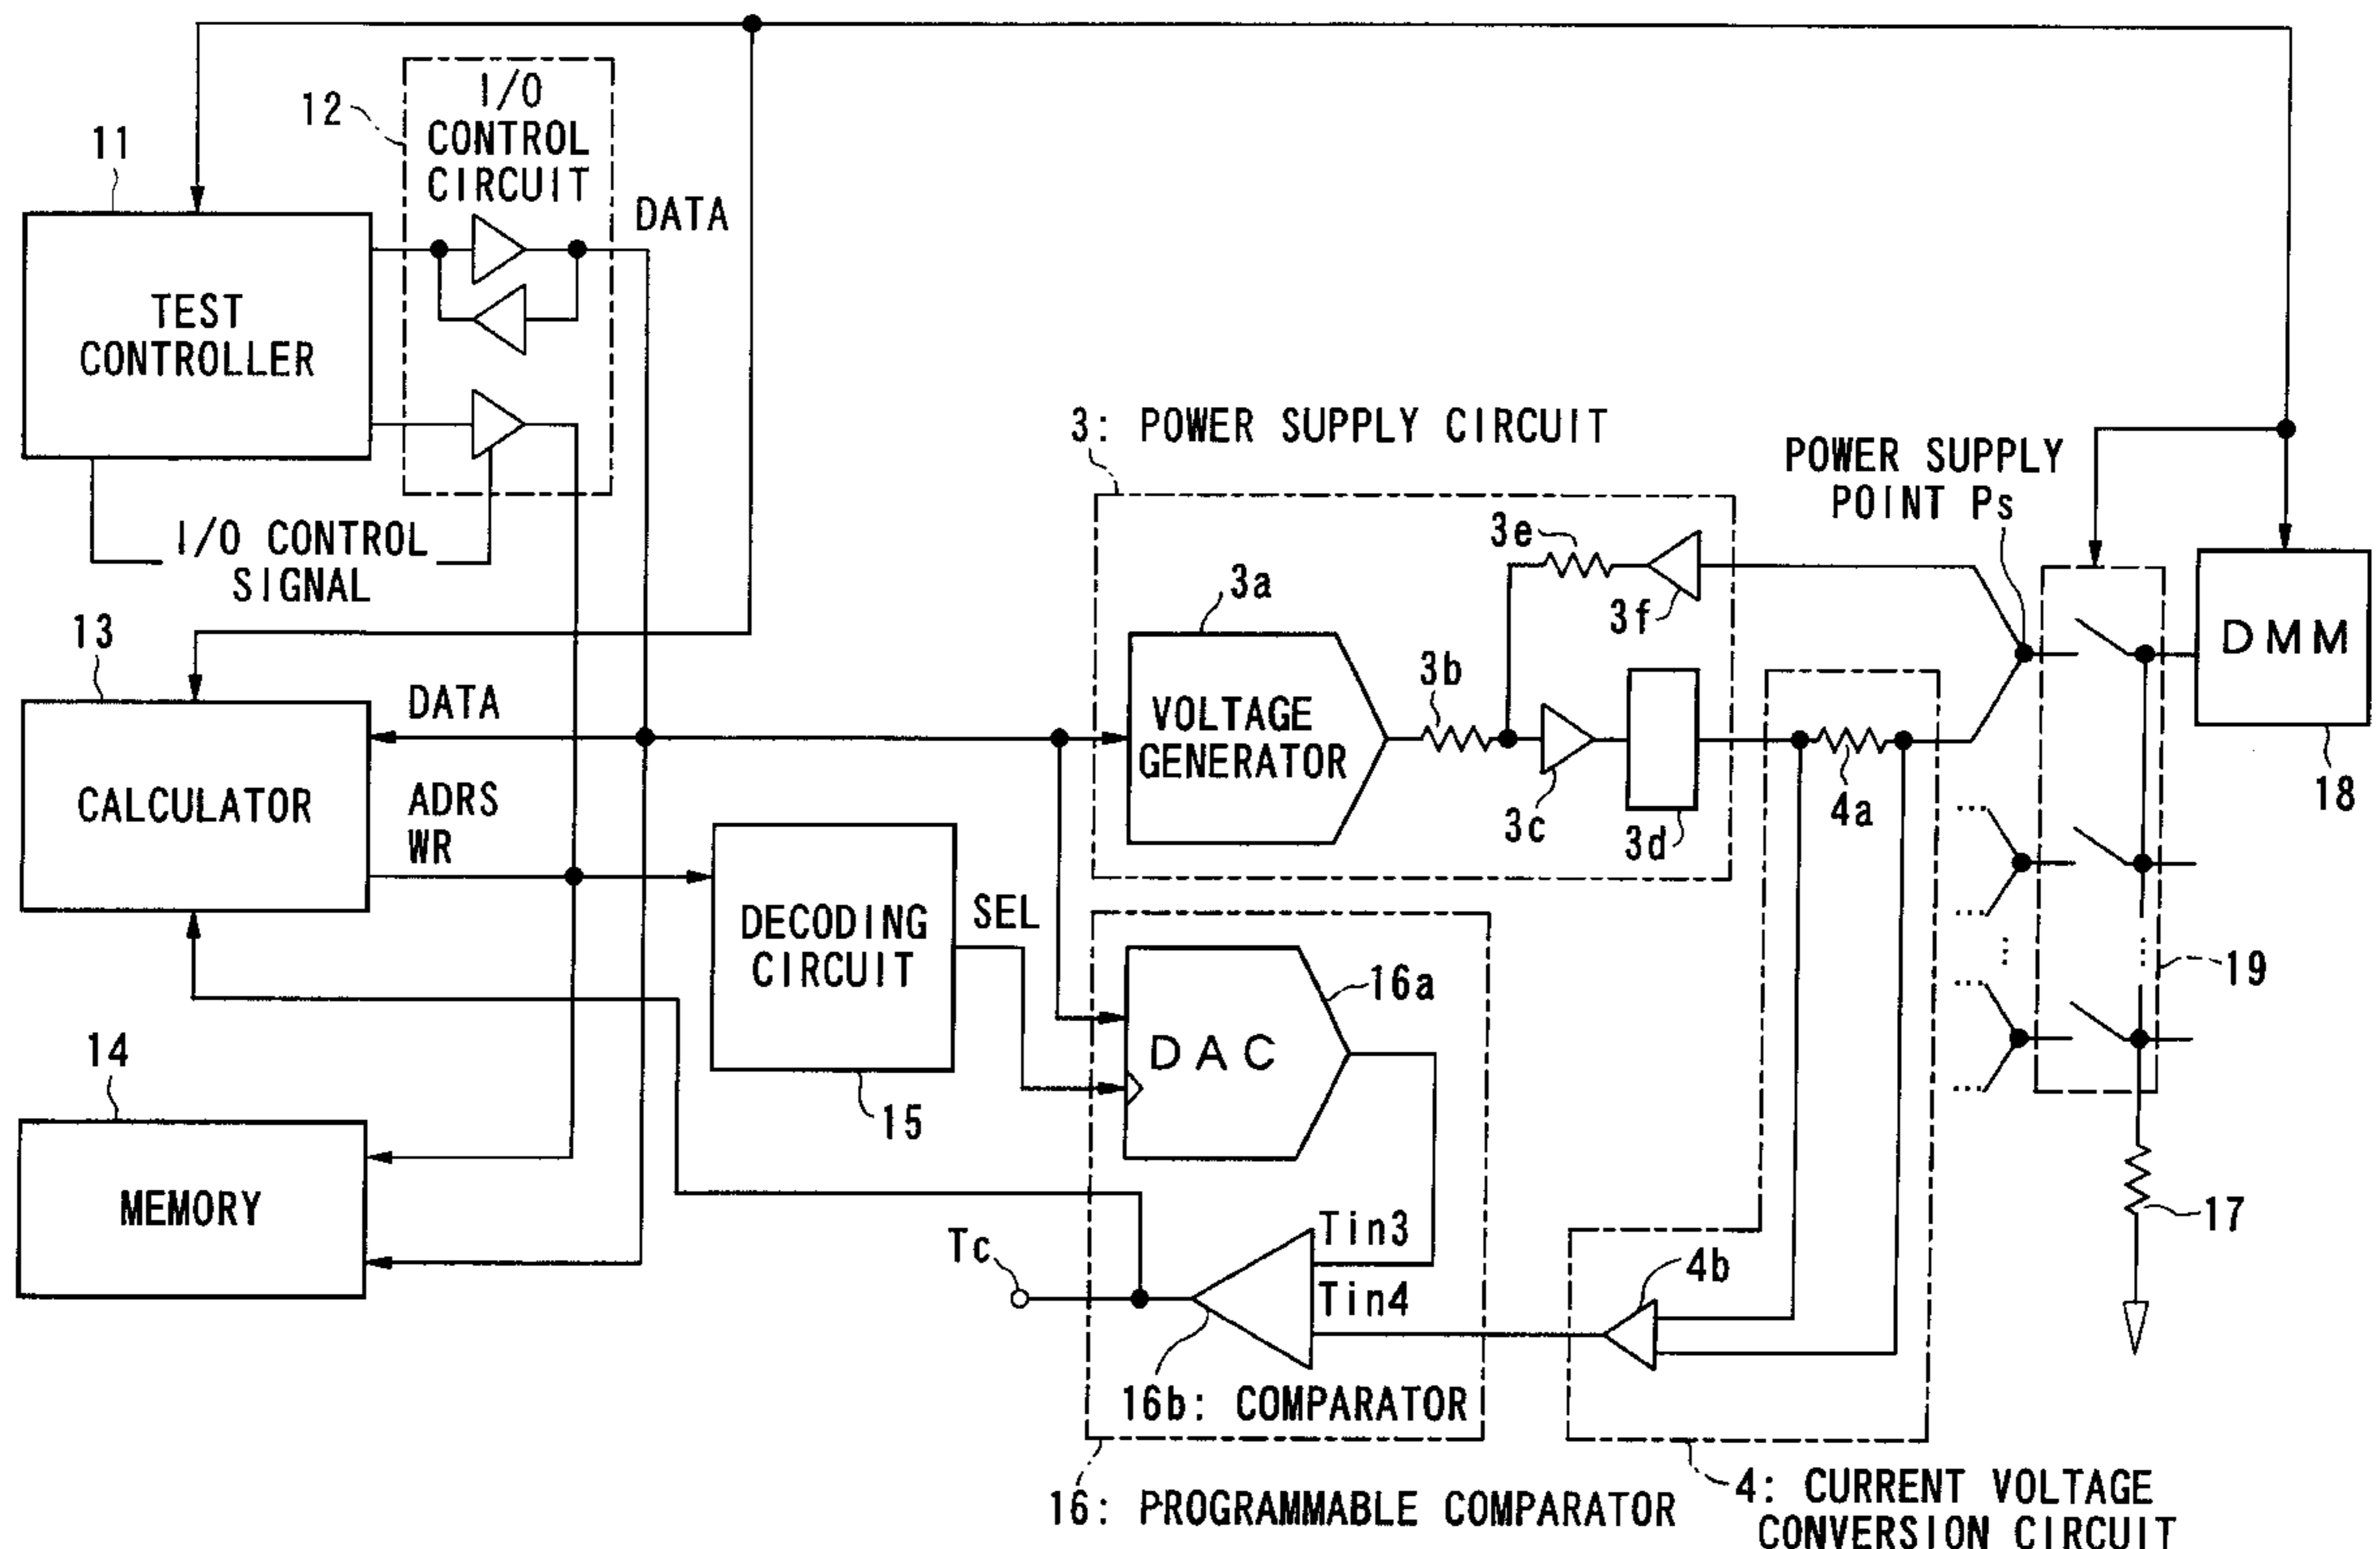 12
I/O
CONTROL
CIRCUIT
11
DATA
TEST
CONTROLLER
I/O CONTROL
SIGNAL
3: POWER SUPPLY CIRCUIT
POWER SUPPLY
POINT Ps
3e
3f
3a
3b
VOLTAGE
GENERATOR
3c
3d
4a
DMM
18
13
DATA
CALCULATOR
ADRS
WR
DECODING
CIRCUIT
SEL
15
16a
DAC
19
14
MEMORY
17
Tc
Tin3
Tin4
4b
16b: COMPARATOR
16: PROGRAMMABLE COMPARATOR
4: CURRENT VOLTAGE
CONVERSION CIRCUIT